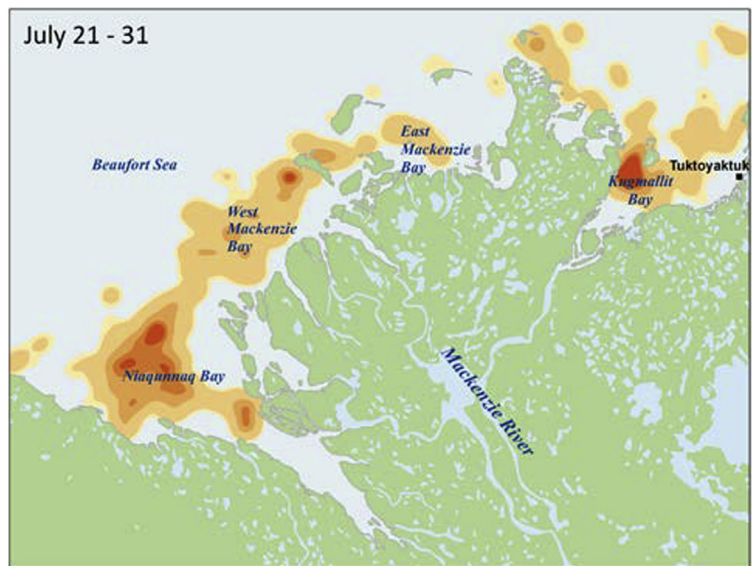 July 21 - 31
East
Mackenzie
Bay
Beaufort Sea
Tuktoyaktuk
Kugmallit
Bay
West
Mackenzie
Bay
Mackenzie River
Niaqunnaq Bay